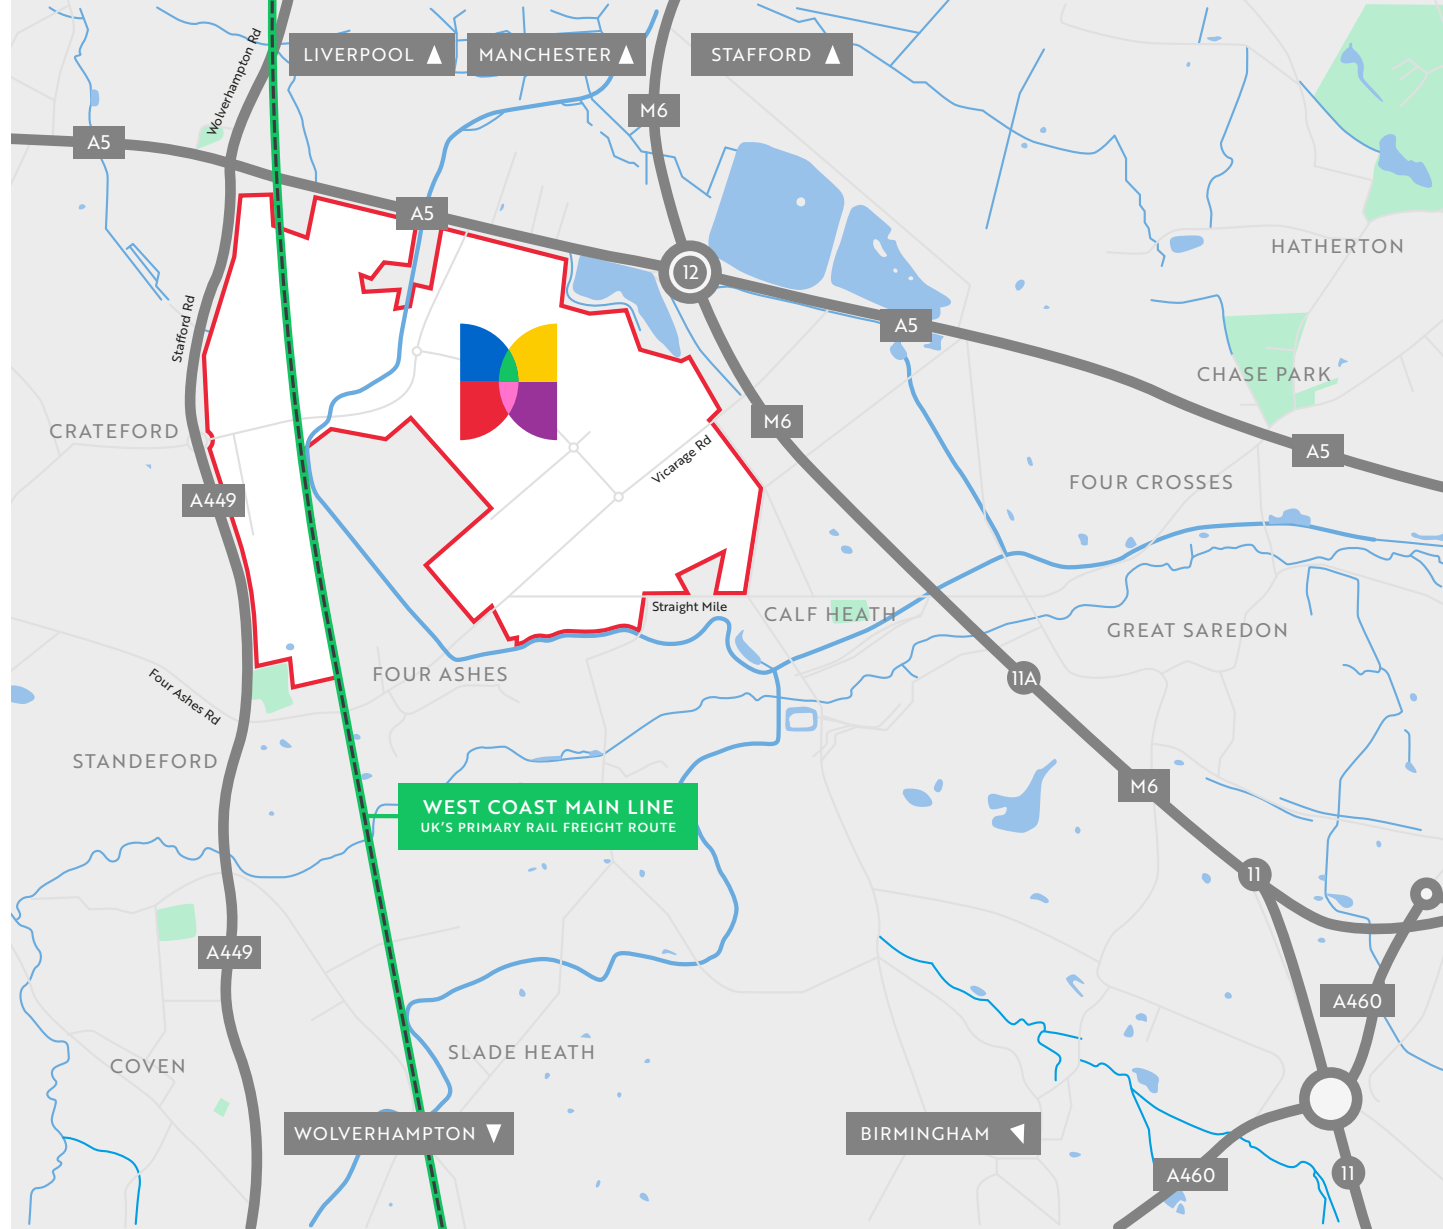 Wolverhampton Rd
LIVERPOOL
MANCHESTER
STAFFORD
M6
A5
A5
12
HATHERTON
Stafford Rd
A5
CHASE PARK
M6
CRATEFORD
Vicarage Rd
A5
FOUR CROSSES
A449
Straight Mile
CALF HEATH
GREAT SAREDON
FOUR ASHES
11A
Four Ashes Rd
STANDEFORD
M6
WEST COAST MAIN LINE
UK'S PRIMARY RAIL FREIGHT ROUTE
11
A449
A460
SLADE HEATH
COVEN
WOLVERHAMPTON
BIRMINGHAM
A460
11